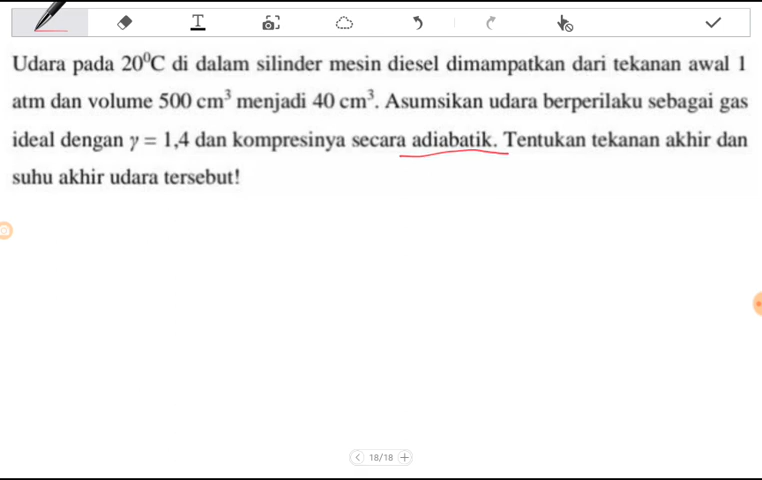 T
Udara pada 20⁰C di dalam silinder mesin diesel dimampatkan dari tekanan awal 1
atm dan volume 500 cm³ menjadi 40 cm³. Asumsikan udara berperilaku sebagai gas
ideal dengan γ = 1,4 dan kompresinya secara adiabatik. Tentukan tekanan akhir dan
suhu akhir udara tersebut!
18/18